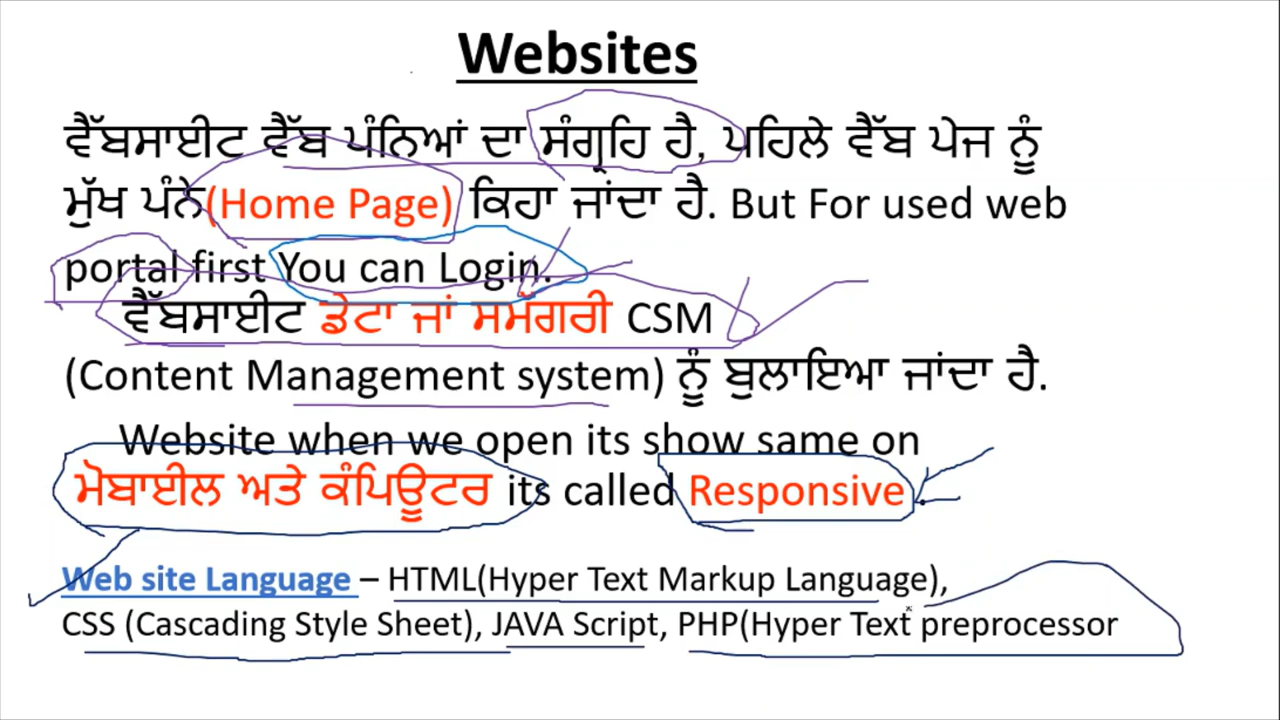 Websites
ਵੈੱਬਸਾਈਟ ਵੈੱਬ ਪੰਨਿਆਂ ਦਾ ਸੰਗ੍ਰਹਿ ਹੈ, ਪਹਿਲੇ ਵੈੱਬ ਪੇਜ ਨੂੰ
ਮੁੱਖ ਪੰਨੇ(Home Page) ਕਿਹਾ ਜਾਂਦਾ ਹੈ. But For used web
portal first You can Login.
ਵੈੱਬਸਾਈਟ ਡੇਟਾ ਜਾਂ ਸਮੱਗਰੀ CSM
(Content Management system) ਨੂੰ ਬੁਲਾਇਆ ਜਾਂਦਾ ਹੈ.
Website when we open its show same on
ਮੋਬਾਈਲ ਅਤੇ ਕੰਪਿਊਟਰ its called Responsive .
Web site Language – HTML(Hyper Text Markup Language),
CSS (Cascading Style Sheet), JAVA Script, PHP(Hyper Text preprocessor